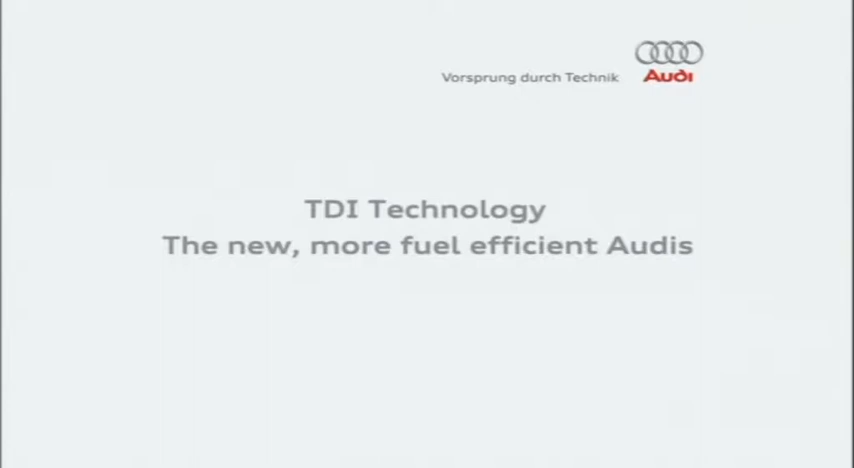 Vorsprung durch Technik
Audi
TDI Technology
The new, more fuel efficient Audis